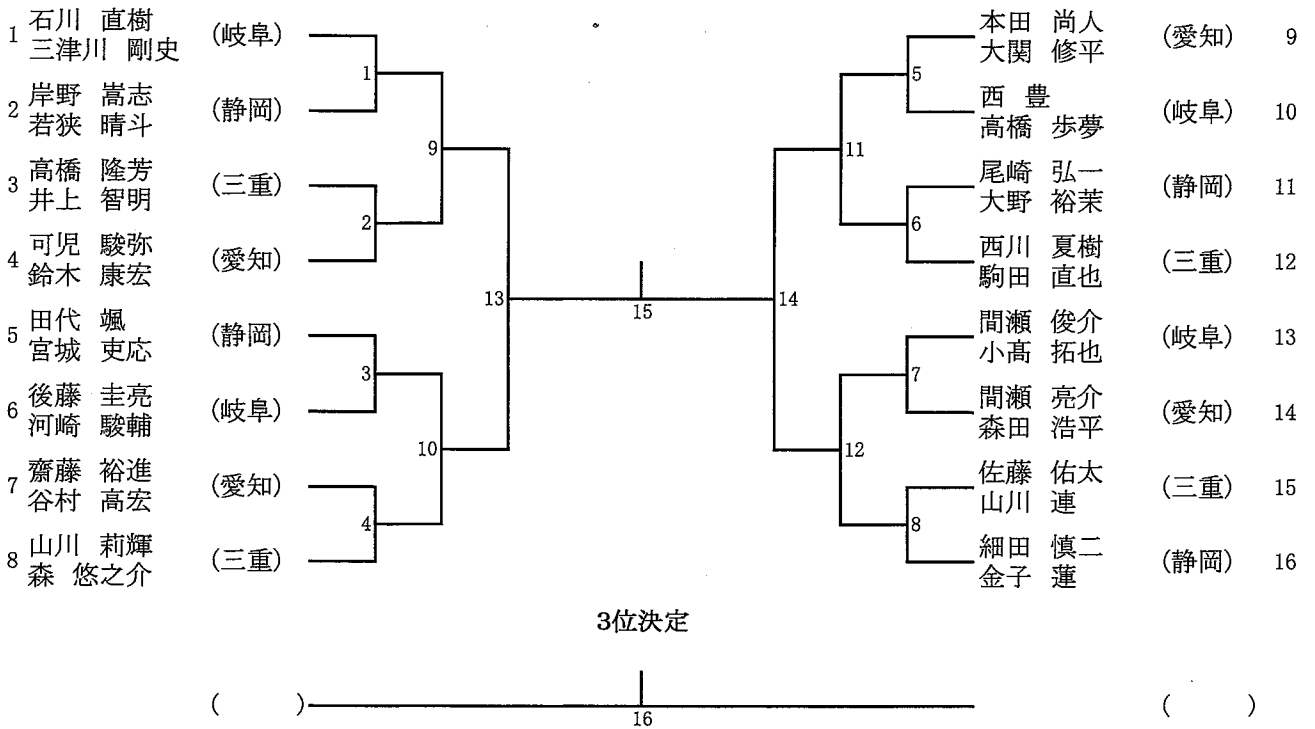 1 石川 直樹 (岐阜)
三津川 剛史
2 岸野 嵩志 (静岡)
若狭 晴斗
3 高橋 隆芳 (三重)
井上 智明
4 可児 駿弥 (愛知)
鈴木 康宏
5 田代 颯 (静岡)
宮城 吏応
6 後藤 圭亮 (岐阜)
河崎 駿輔
7 齋藤 裕進 (愛知)
谷村 高宏
8 山川 莉輝 (三重)
森 悠之介
1
2
3
4
9
10
13
15
14
11
12
5
6
7
8
本田 尚人 (愛知) 9
大関 修平
西 豊 (岐阜) 10
高橋 歩夢
尾崎 弘一 (静岡) 11
大野 裕茉
西川 夏樹 (三重) 12
駒田 直也
間瀬 俊介 (岐阜) 13
小髙 拓也
間瀬 亮介 (愛知) 14
森田 浩平
佐藤 佑太 (三重) 15
山川 連
細田 慎二 (静岡) 16
金子 蓮
3位決定
( ) ( )
16